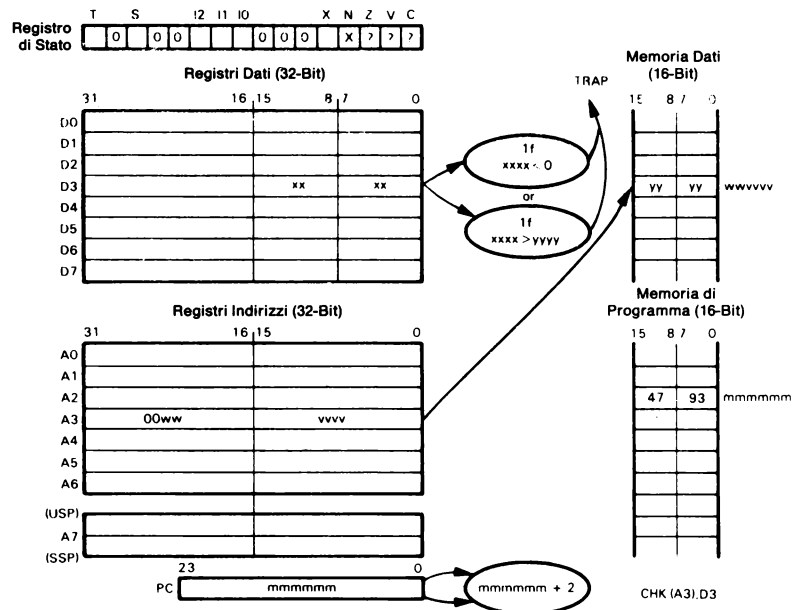 T S I2 I1 I0 X N Z V C
Registro di Stato
0 0 0 0 0 0 X ? ? ?
Registri Dati (32-Bit)
31 16 15 8 7 0
D0
D1
D2
D3 xx xx
D4
D5
D6
D7
TRAP
1f
xxxx < 0
or
1f
xxxx > yyyy
Memoria Dati
(16-Bit)
15 8 7 0
yy yy wwvvvv
Registri Indirizzi (32-Bit)
31 16 15 0
A0
A1
A2
A3 00ww vvvv
A4
A5
A6
(USP)
A7
(SSP)
23 0
PC mmmmmm
mmmmmm + 2
Memoria di
Programma (16-Bit)
15 8 7 0
47 93 mmmmmm
CHK (A3),D3